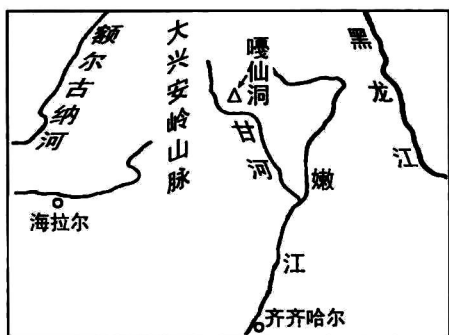 额尔古纳河
大兴安岭山脉
嘎仙洞
甘河
嫩江
黑龙江
海拉尔
齐齐哈尔